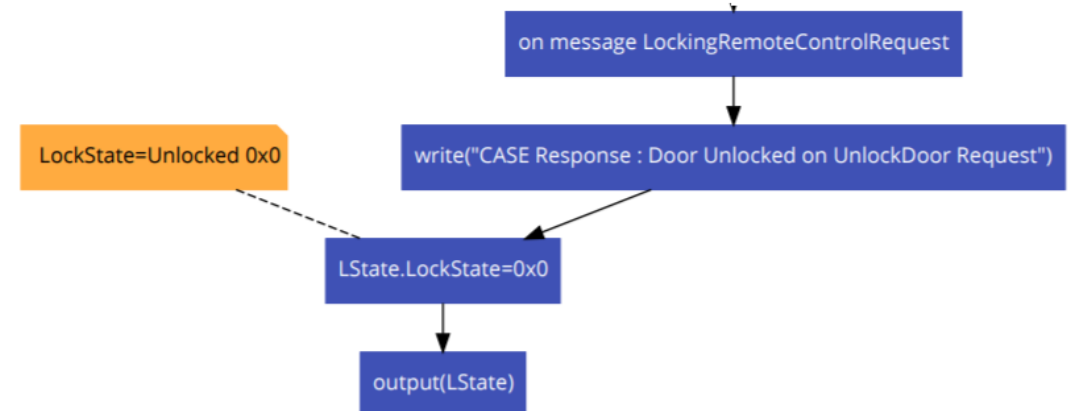 on message LockingRemoteControlRequest
LockState=Unlocked 0x0
write("CASE Response : Door Unlocked on UnlockDoor Request")
LState.LockState=0x0
output(LState)